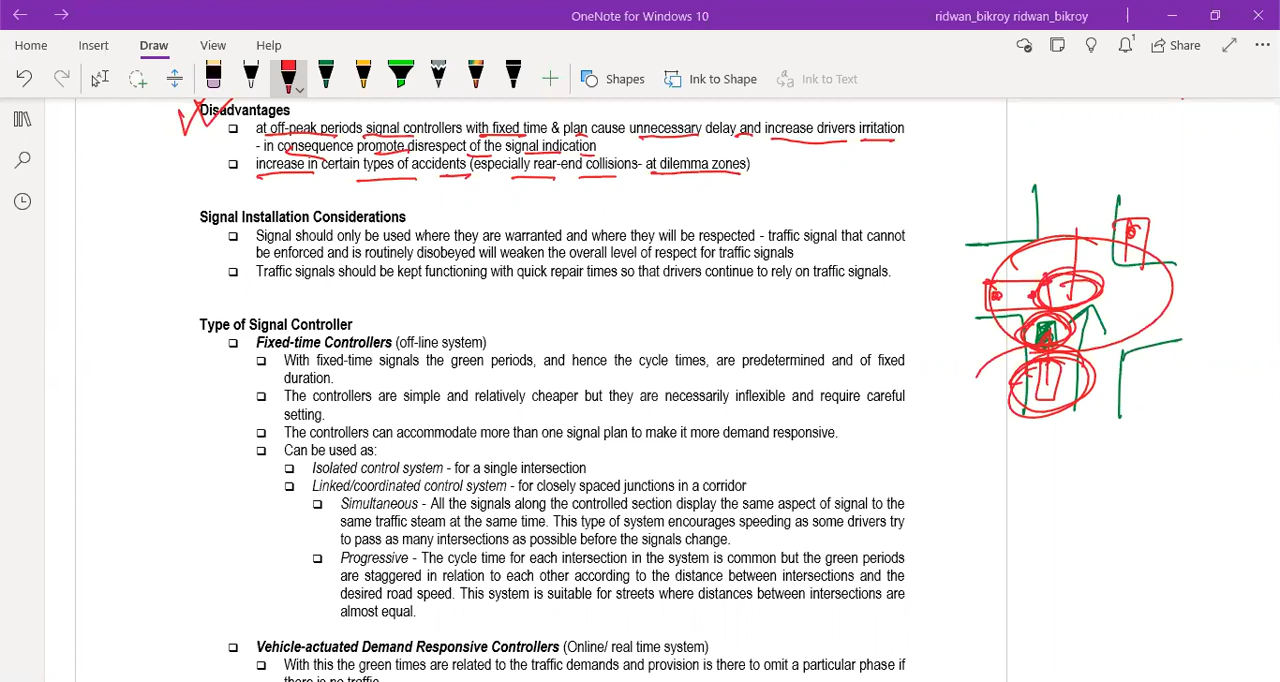 OneNote for Windows 10
ridwan_bikroy ridwan_bikroy
Home Insert Draw View Help
Share
Shapes
Ink to Shape
Ink to Text
Disadvantages
at off-peak periods signal controllers with fixed time & plan cause unnecessary delay and increase drivers irritation
- in consequence promote disrespect of the signal indication
increase in certain types of accidents (especially rear-end collisions- at dilemma zones)
Signal Installation Considerations
Signal should only be used where they are warranted and where they will be respected - traffic signal that cannot
be enforced and is routinely disobeyed will weaken the overall level of respect for traffic signals
Traffic signals should be kept functioning with quick repair times so that drivers continue to rely on traffic signals.
Type of Signal Controller
Fixed-time Controllers (off-line system)
With fixed-time signals the green periods, and hence the cycle times, are predetermined and of fixed
duration.
The controllers are simple and relatively cheaper but they are necessarily inflexible and require careful
setting.
The controllers can accommodate more than one signal plan to make it more demand responsive.
Can be used as:
Isolated control system - for a single intersection
Linked/coordinated control system - for closely spaced junctions in a corridor
Simultaneous - All the signals along the controlled section display the same aspect of signal to the
same traffic steam at the same time. This type of system encourages speeding as some drivers try
to pass as many intersections as possible before the signals change.
Progressive - The cycle time for each intersection in the system is common but the green periods
are staggered in relation to each other according to the distance between intersections and the
desired road speed. This system is suitable for streets where distances between intersections are
almost equal.
Vehicle-actuated Demand Responsive Controllers (Online/ real time system)
With this the green times are related to the traffic demands and provision is there to omit a particular phase if
there is no traffic